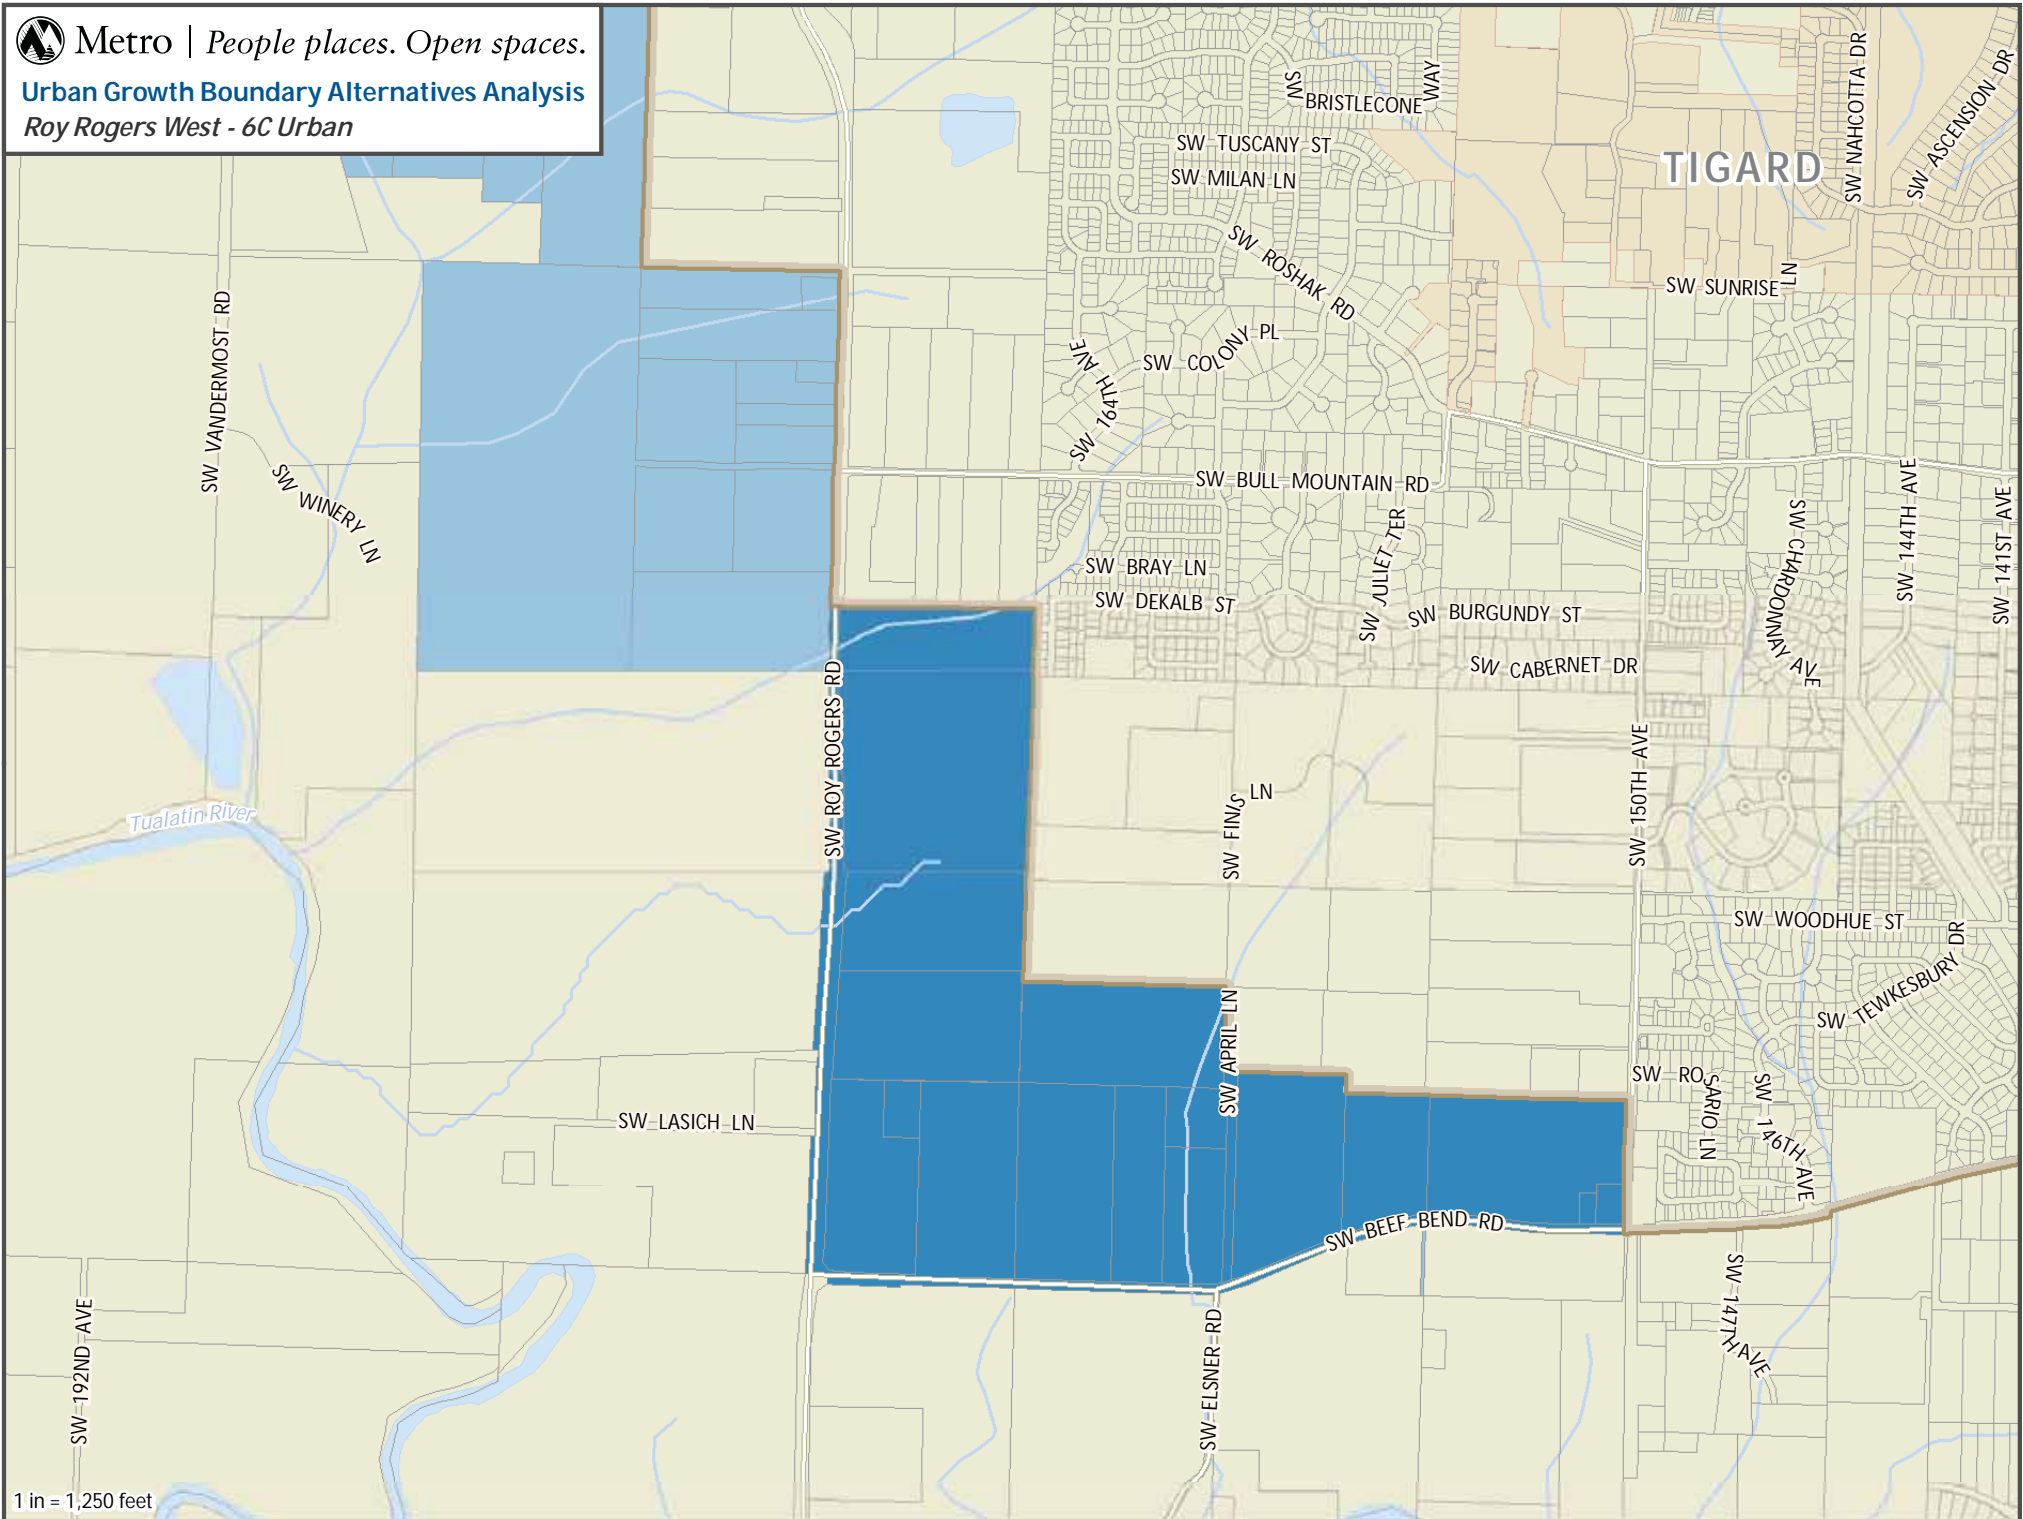 Metro | People places. Open spaces.
Urban Growth Boundary Alternatives Analysis
Roy Rogers West - 6C Urban
SW BRISTLECONE WAY
SW TUSCANY ST
SW MILAN LN
TIGARD
SW NAHCOTTA DR
SW ASCENSION DR
SW ROSHAK RD
SW SUNRISE LN
SW VANDERMOST RD
SW COLONY PL
SW 164TH AVE
SW WINERY LN
SW BULL MOUNTAIN RD
SW JULIET TER
SW CHARDONNAY AVE
SW 144TH AVE
SW 141ST AVE
SW BRAY LN
SW DEKALB ST
SW BURGUNDY ST
SW CABERNET DR
SW ROY ROGERS RD
SW FINIS LN
SW 150TH AVE
Tualatin River
SW WOODHUE ST
SW TEWKESBURY DR
SW APRIL LN
SW ROSARIO LN
SW 146TH AVE
SW LASICH LN
SW BEEF BEND RD
SW 147TH AVE
SW ELSNER RD
SW 192ND AVE
1 in = 1,250 feet